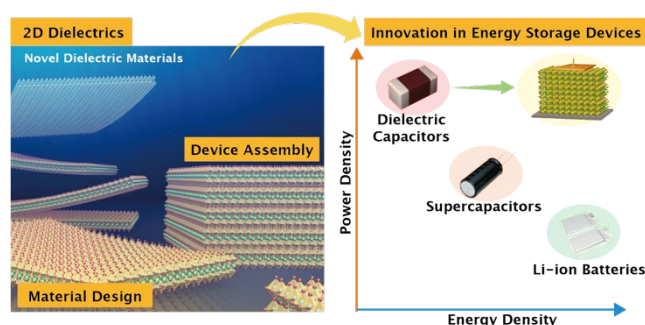 2D Dielectrics
Novel Dielectric Materials
Device Assembly
Material Design
Innovation in Energy Storage Devices
Power Density
Dielectric
Capacitors
Supercapacitors
Li-ion Batteries
Energy Density